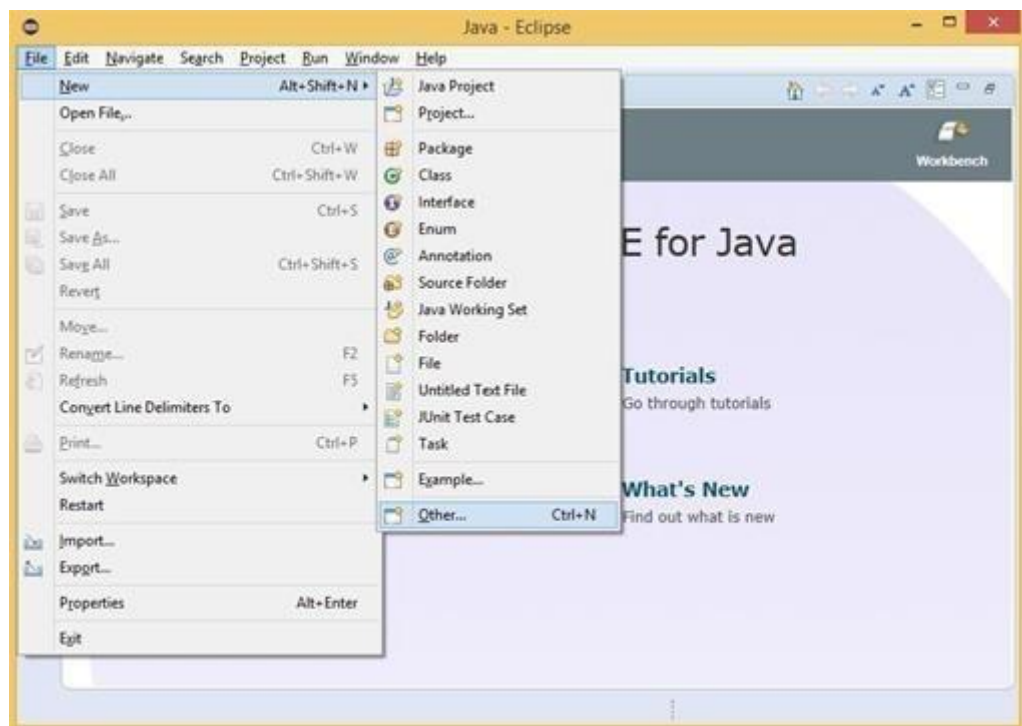 Java - Eclipse
File Edit Navigate Search Project Run Window Help
New Alt+Shift+N
Open File...
Close Ctrl+W
Close All Ctrl+Shift+W
Save Ctrl+S
Save As...
Save All Ctrl+Shift+S
Revert
Move...
Rename... F2
Refresh F5
Convert Line Delimiters To
Print... Ctrl+P
Switch Workspace
Restart
Import...
Export...
Properties Alt+Enter
Exit
Java Project
Project...
Package
Class
Interface
Enum
Annotation
Source Folder
Java Working Set
Folder
File
Untitled Text File
JUnit Test Case
Task
Example...
Other... Ctrl+N
Workbench
E for Java
Tutorials
Go through tutorials
What's New
Find out what is new